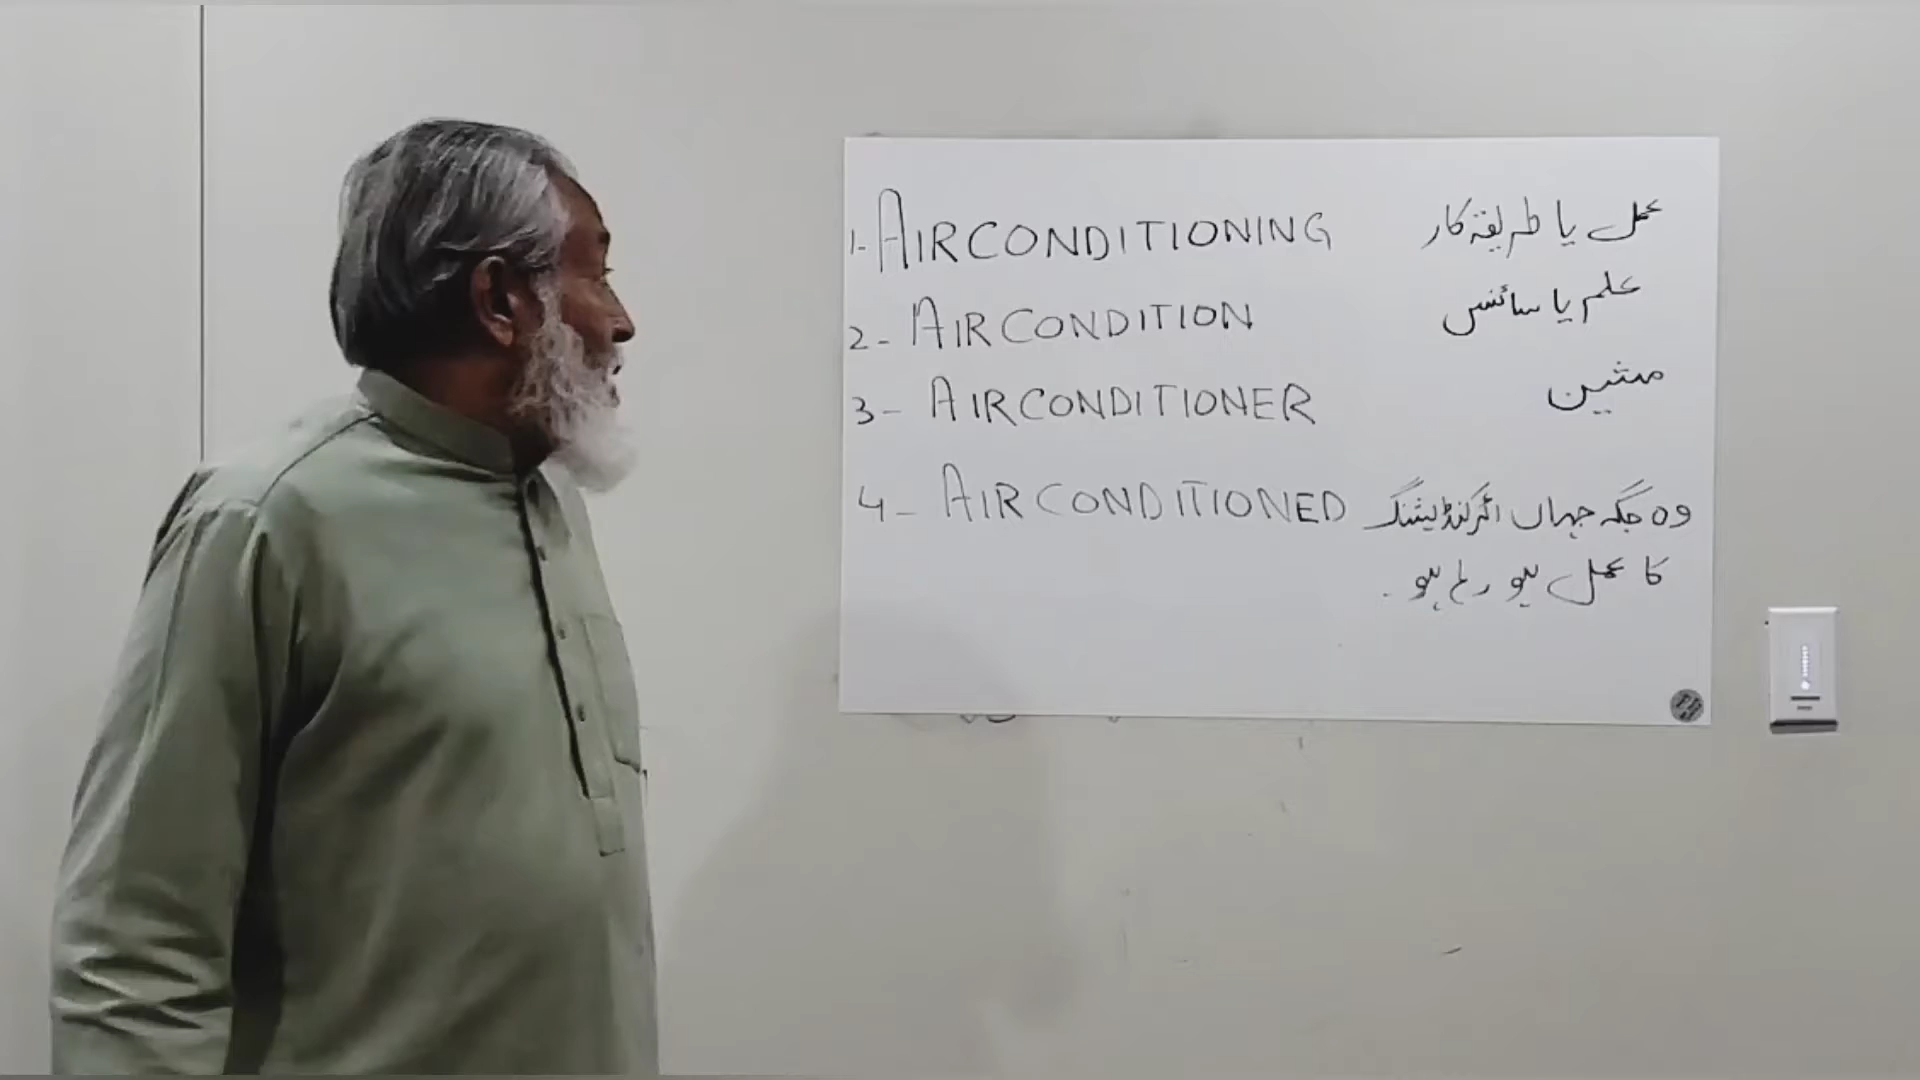 1- AIRCONDITIONING عمل یا طریقۂ کار
2- AIRCONDITION علم یا سائنس
3- AIRCONDITIONER مشین
4- AIRCONDITIONED وہ جگہ جہاں ائرکنڈیشنگ
کا عمل ہو رہا ہو۔